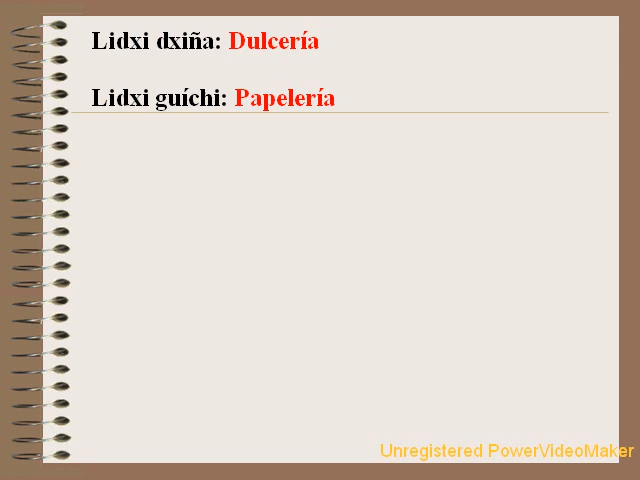 Lidxi dxiña: Dulcería
Lidxi guíchi: Papelería
Unregistered PowerVideoMaker